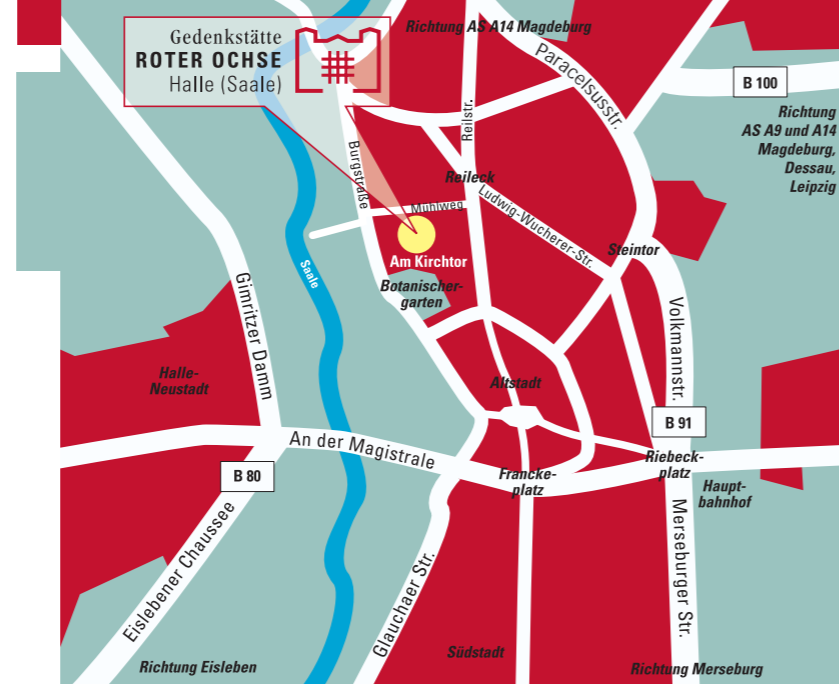 Gedenkstätte
ROTER OCHSE
Halle (Saale)
Richtung AS A14 Magdeburg
Paracelsusstr.
B 100
Richtung
AS A9 und A14
Magdeburg,
Dessau,
Leipzig
Reilstr.
Burgstraße
Reileck
Mühlweg
Ludwig-Wucherer-Str.
Steintor
Am Kirchtor
Saale
Botanischer-
garten
Gimritzer Damm
Volkmannstr.
Halle-
Neustadt
Altstadt
B 91
An der Magistrale
B 80
Francke-
platz
Riebeck-
platz
Haupt-
bahnhof
Eislebener Chaussee
Glauchaer Str.
Merseburger Str.
Südstadt
Richtung Eisleben
Richtung Merseburg